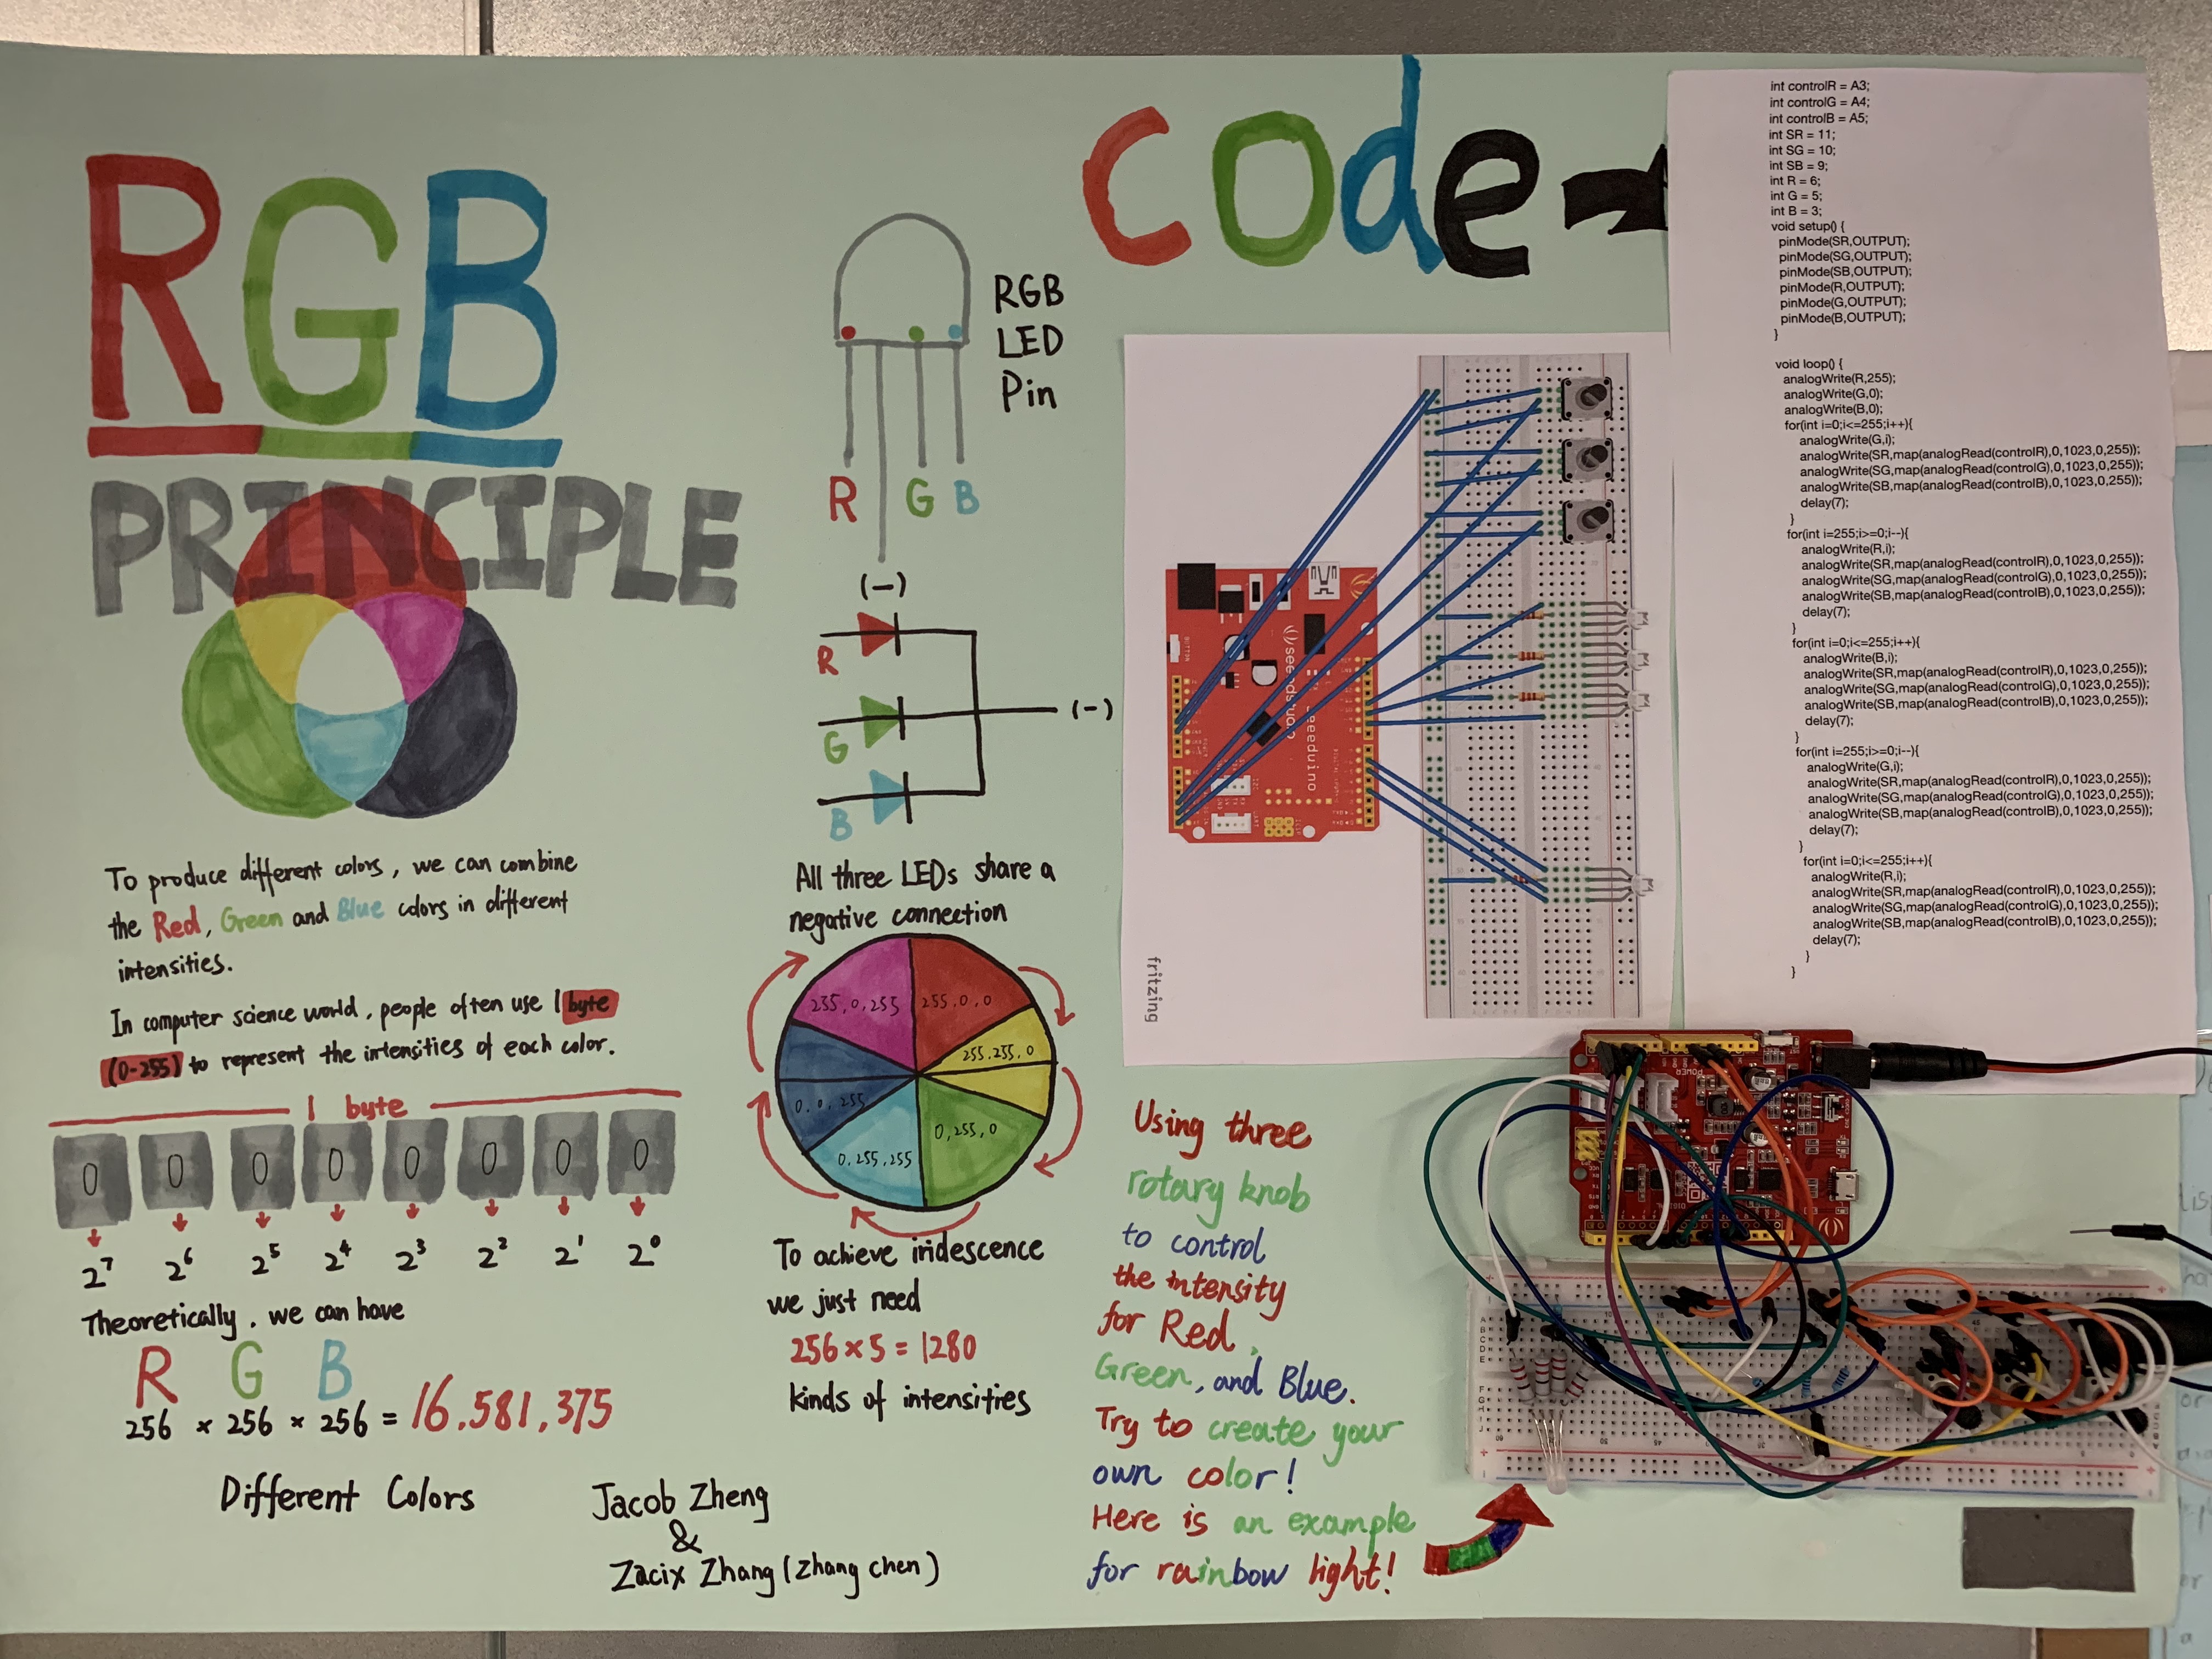 RGB
PRINCIPLE
To produce different colors, we can combine
the Red, Green and Blue colors in different
intensities.
In computer science world, people often use 1 byte
(0-255) to represent the intensities of each color.
1 byte
0 0 0 0 0 0 0 0
2⁷ 2⁶ 2⁵ 2⁴ 2³ 2² 2¹ 2⁰
Theoretically, we can have
R G B
256 × 256 × 256 = 16.581,375
Different Colors
Jacob Zheng
&
Zacix Zhang (Zhang chen)
RGB
LED
Pin
R G B
(-)
R
G
B
(-)
All three LEDs share a
negative connection
255,0,255
255,0,0
255.255,0
0,255,0
0,255,255
0.0,255
To achieve iridescence
we just need
256 × 5 = 1280
kinds of intensities
Code
seeedstudio
seeeduino
fritzing
Using three
rotary knob
to control
the intensity
for Red,
Green, and Blue.
Try to create your
own color!
Here is an example
for rainbow light!
int controlR = A3;
int controlG = A4;
int controlB = A5;
int SR = 11;
int SG = 10;
int SB = 9;
int R = 6;
int G = 5;
int B = 3;
void setup() {
pinMode(SR,OUTPUT);
pinMode(SG,OUTPUT);
pinMode(SB,OUTPUT);
pinMode(R,OUTPUT);
pinMode(G,OUTPUT);
pinMode(B,OUTPUT);
}
void loop() {
analogWrite(R,255);
analogWrite(G,0);
analogWrite(B,0);
for(int i=0;i<=255;i++){
analogWrite(G,i);
analogWrite(SR,map(analogRead(controlR),0,1023,0,255));
analogWrite(SG,map(analogRead(controlG),0,1023,0,255));
analogWrite(SB,map(analogRead(controlB),0,1023,0,255));
delay(7);
}
for(int i=255;i>=0;i--){
analogWrite(R,i);
analogWrite(SR,map(analogRead(controlR),0,1023,0,255));
analogWrite(SG,map(analogRead(controlG),0,1023,0,255));
analogWrite(SB,map(analogRead(controlB),0,1023,0,255));
delay(7);
}
for(int i=0;i<=255;i++){
analogWrite(B,i);
analogWrite(SR,map(analogRead(controlR),0,1023,0,255));
analogWrite(SG,map(analogRead(controlG),0,1023,0,255));
analogWrite(SB,map(analogRead(controlB),0,1023,0,255));
delay(7);
}
for(int i=255;i>=0;i--){
analogWrite(G,i);
analogWrite(SR,map(analogRead(controlR),0,1023,0,255));
analogWrite(SG,map(analogRead(controlG),0,1023,0,255));
analogWrite(SB,map(analogRead(controlB),0,1023,0,255));
delay(7);
}
for(int i=0;i<=255;i++){
analogWrite(R,i);
analogWrite(SR,map(analogRead(controlR),0,1023,0,255));
analogWrite(SG,map(analogRead(controlG),0,1023,0,255));
analogWrite(SB,map(analogRead(controlB),0,1023,0,255));
delay(7);
}
}
POWER